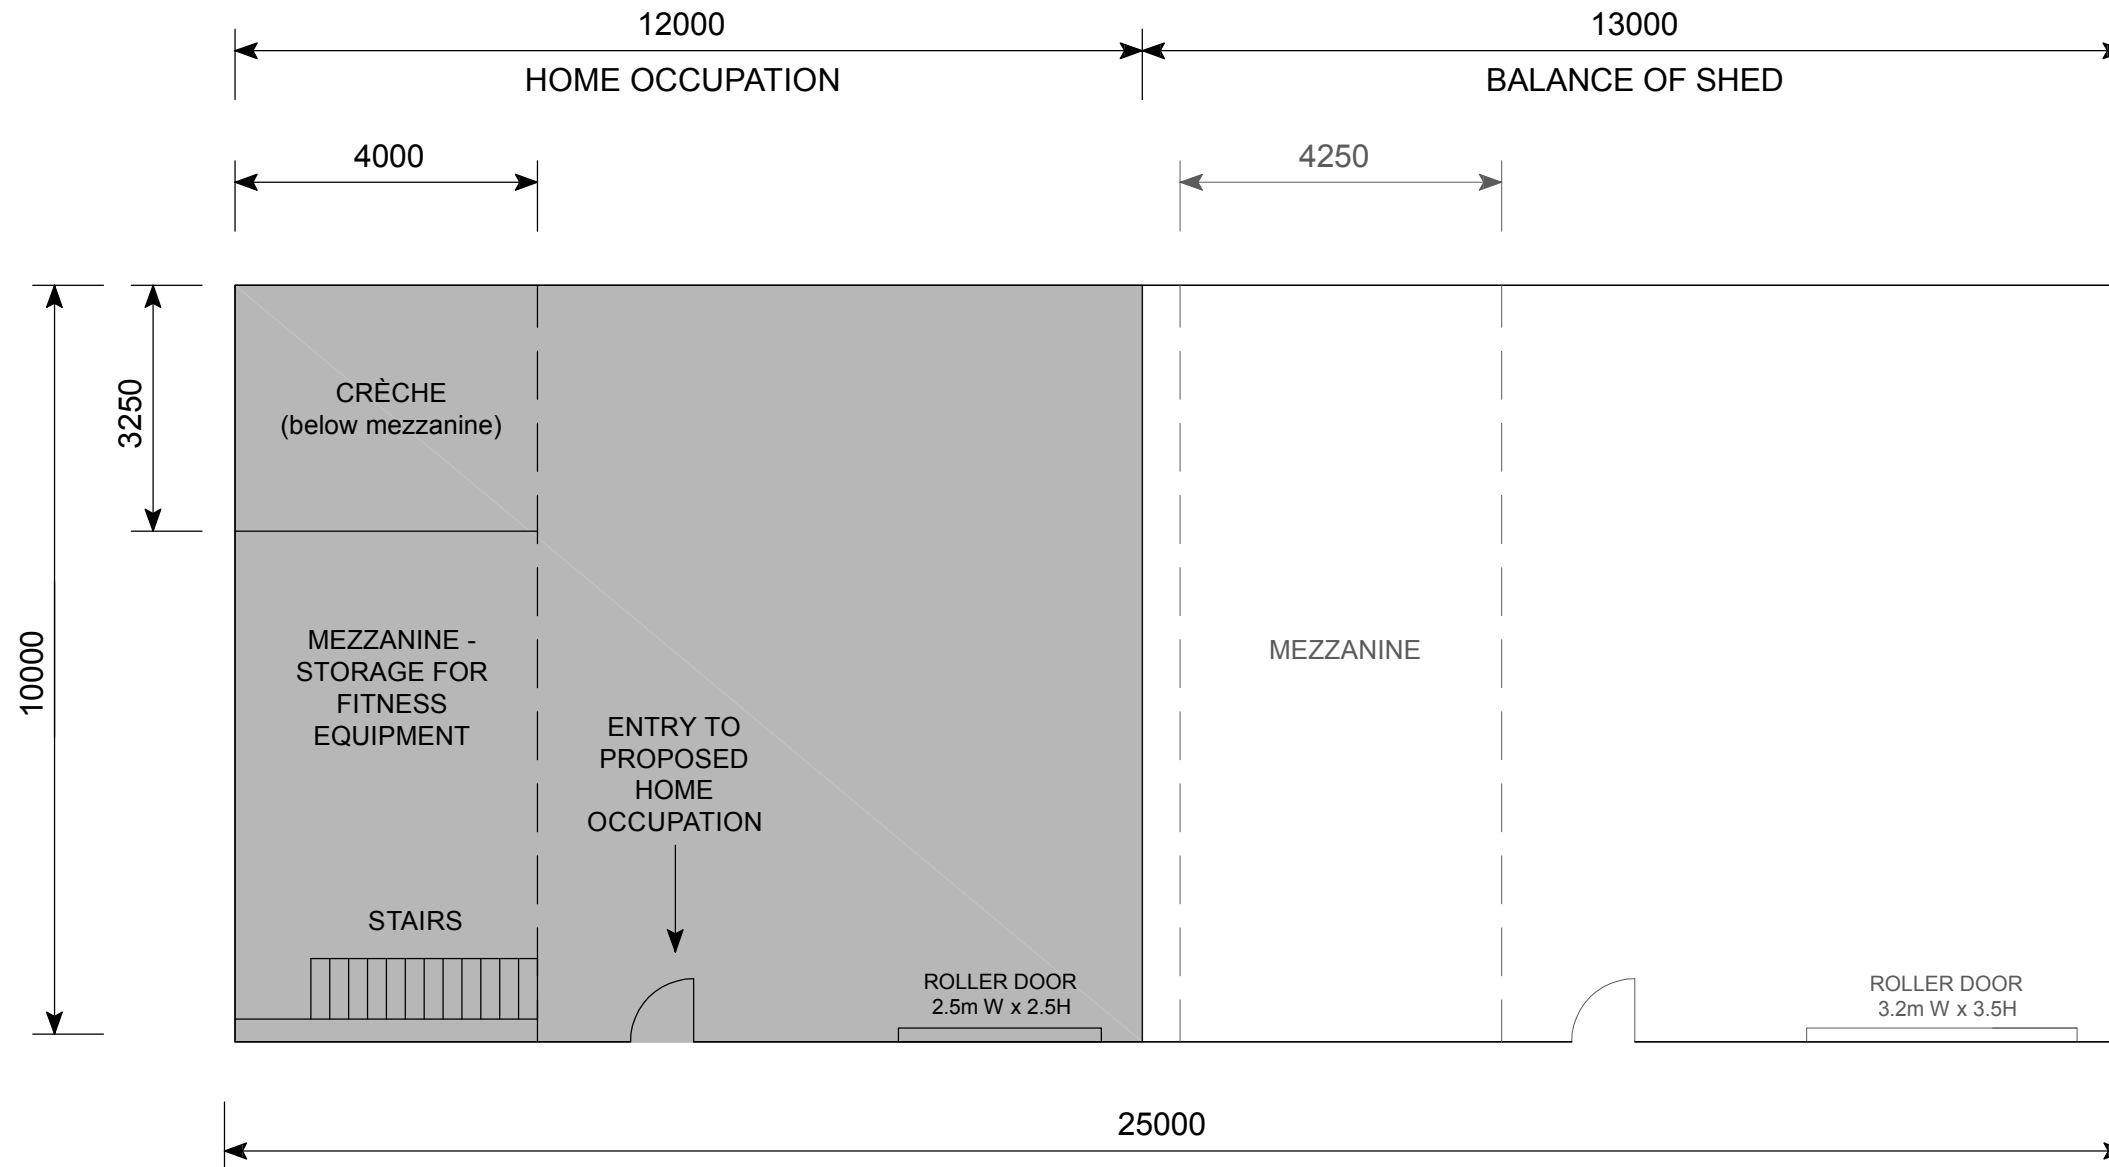 12000
13000
HOME OCCUPATION
BALANCE OF SHED
4000
4250
3250
10000
CRÈCHE
(below mezzanine)
MEZZANINE -
STORAGE FOR
FITNESS
EQUIPMENT
STAIRS
ENTRY TO
PROPOSED
HOME
OCCUPATION
ROLLER DOOR
2.5m W x 2.5H
MEZZANINE
ROLLER DOOR
3.2m W x 3.5H
25000